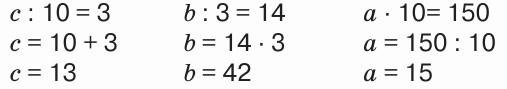 c : 10 = 3 b : 3 = 14 a · 10= 150
c = 10 + 3 b = 14 · 3 a = 150 : 10
c = 13 b = 42 a = 15